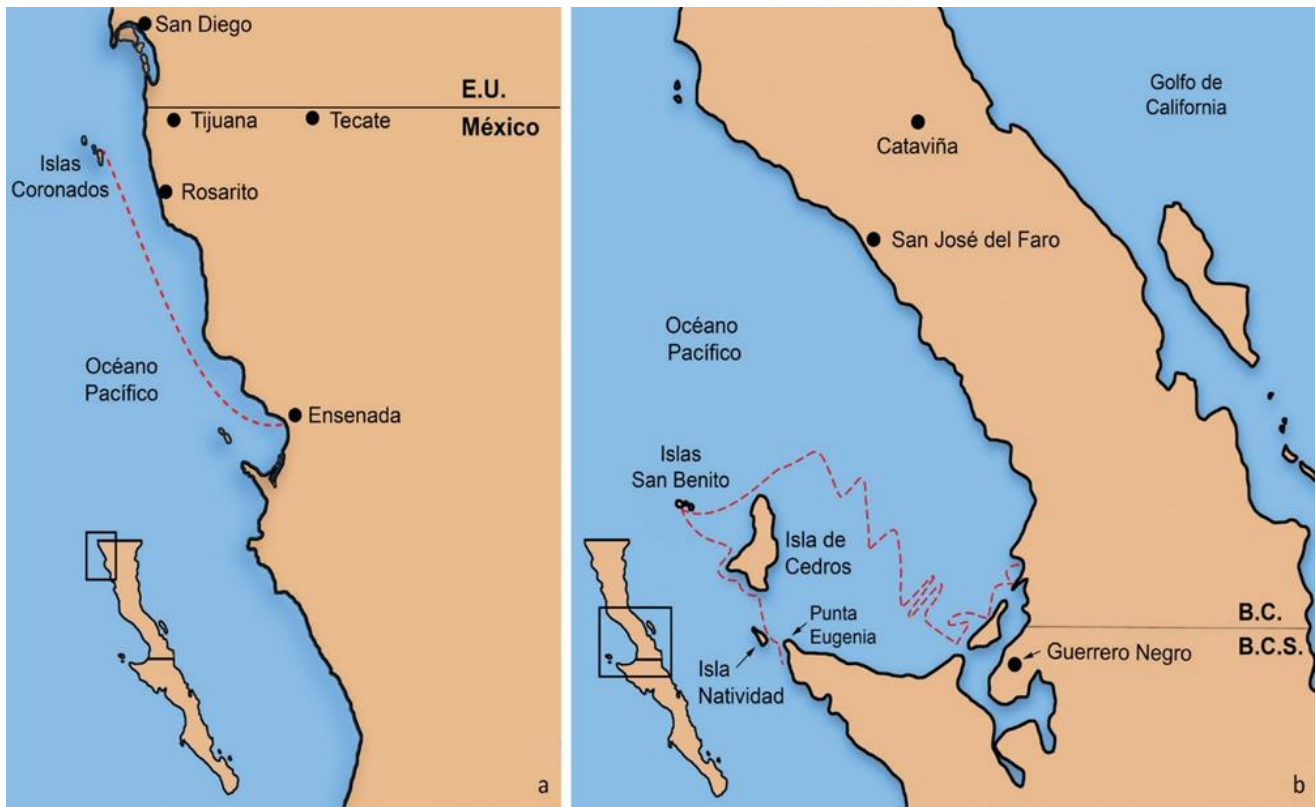 San Diego
E.U.
México
Tijuana
Tecate
Islas
Coronados
Rosarito
Océano
Pacífico
Ensenada
a
Golfo de
California
Cataviña
San José del Faro
Océano
Pacífico
Islas
San Benito
Isla de
Cedros
Punta
Eugenia
B.C.
B.C.S.
Guerrero Negro
Isla
Natividad
b